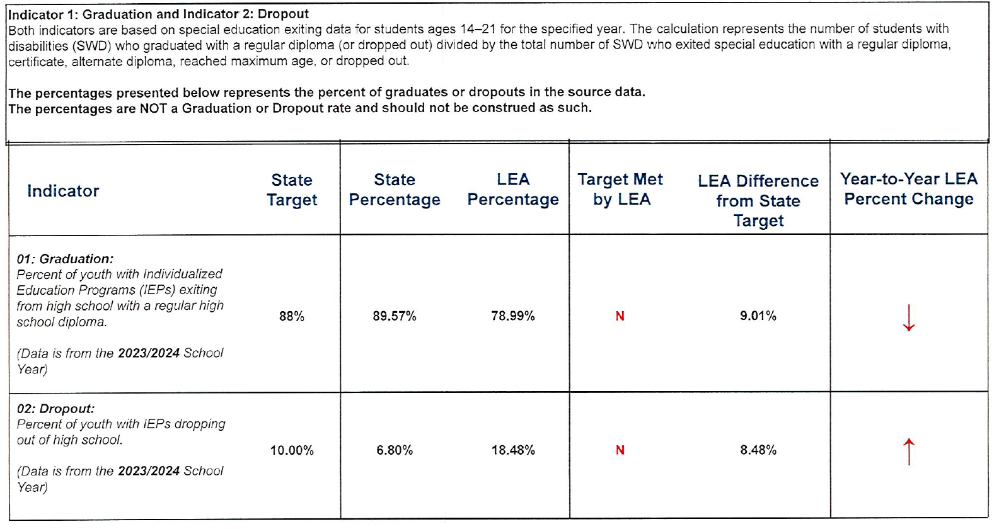 Indicator 1: Graduation and Indicator 2: Dropout
Both indicators are based on special education exiting data for students ages 14–21 for the specified year. The calculation represents the number of students with
disabilities (SWD) who graduated with a regular diploma (or dropped out) divided by the total number of SWD who exited special education with a regular diploma,
certificate, alternate diploma, reached maximum age, or dropped out.
The percentages presented below represents the percent of graduates or dropouts in the source data.
The percentages are NOT a Graduation or Dropout rate and should not be construed as such.
Indicator
State
Target
State
Percentage
LEA
Percentage
Target Met
by LEA
LEA Difference
from State
Target
Year-to-Year LEA
Percent Change
01: Graduation:
Percent of youth with Individualized
Education Programs (IEPs) exiting
from high school with a regular high
school diploma.
(Data is from the 2023/2024 School
Year)
88%
89.57%
78.99%
N
9.01%
↓
02: Dropout:
Percent of youth with IEPs dropping
out of high school.
(Data is from the 2023/2024 School
Year)
10.00%
6.80%
18.48%
N
8.48%
↑